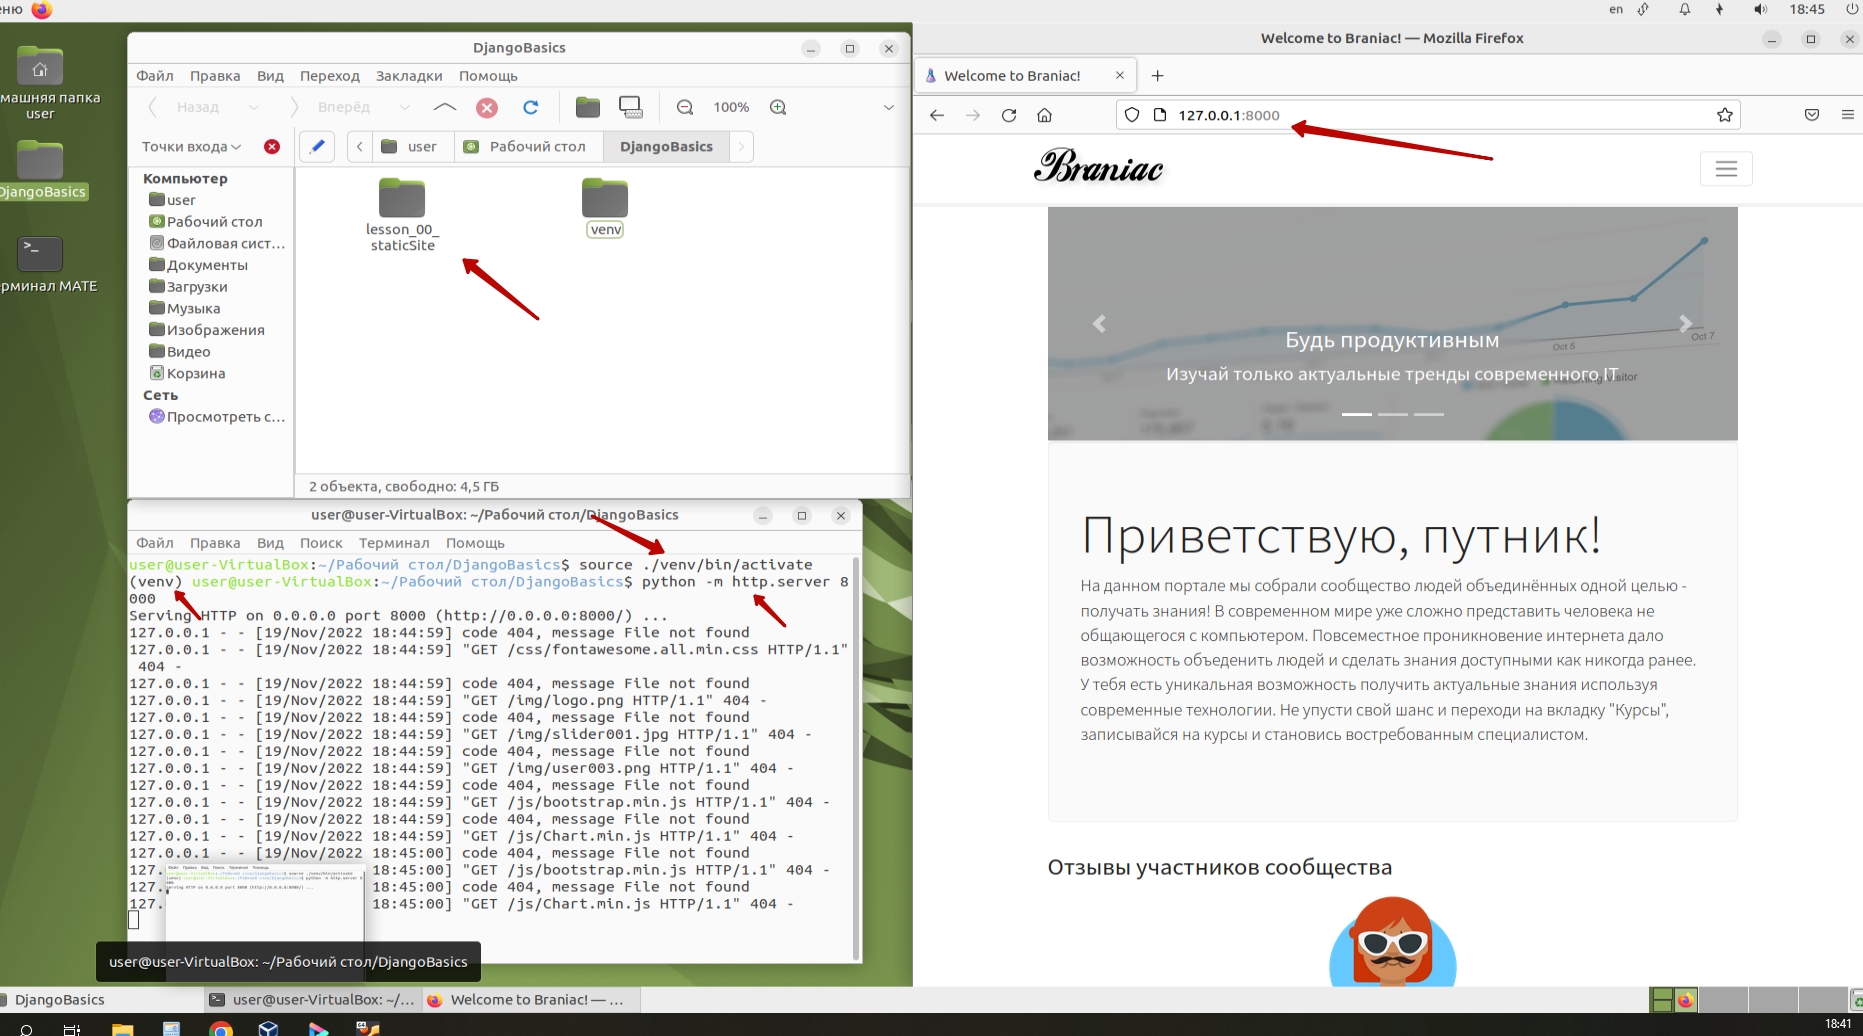 ню
en
18:45
машняя папка
user
DjangoBasics
рминал MATE
DjangoBasics
Файл Правка Вид Переход Закладки Помощь
Назад Вперёд 100%
Точки входа user Рабочий стол DjangoBasics
Компьютер
user
Рабочий стол
Файловая сист…
Документы
Загрузки
Музыка
Изображения
Видео
Корзина
Сеть
Просмотреть с…
lesson_00_
staticSite
venv
2 объекта, свободно: 4,5 ГБ
user@user-VirtualBox: ~/Рабочий стол/DjangoBasics
Файл Правка Вид Поиск Терминал Помощь
user@user-VirtualBox:~/Рабочий стол/DjangoBasics$ source ./venv/bin/activate
(venv) user@user-VirtualBox:~/Рабочий стол/DjangoBasics$ python -m http.server 8
000
Serving HTTP on 0.0.0.0 port 8000 (http://0.0.0.0:8000/) ...
127.0.0.1 - - [19/Nov/2022 18:44:59] code 404, message File not found
127.0.0.1 - - [19/Nov/2022 18:44:59] "GET /css/fontawesome.all.min.css HTTP/1.1"
404 -
127.0.0.1 - - [19/Nov/2022 18:44:59] code 404, message File not found
127.0.0.1 - - [19/Nov/2022 18:44:59] "GET /img/logo.png HTTP/1.1" 404 -
127.0.0.1 - - [19/Nov/2022 18:44:59] code 404, message File not found
127.0.0.1 - - [19/Nov/2022 18:44:59] "GET /img/slider001.jpg HTTP/1.1" 404 -
127.0.0.1 - - [19/Nov/2022 18:44:59] code 404, message File not found
127.0.0.1 - - [19/Nov/2022 18:44:59] "GET /img/user003.png HTTP/1.1" 404 -
127.0.0.1 - - [19/Nov/2022 18:44:59] code 404, message File not found
127.0.0.1 - - [19/Nov/2022 18:44:59] "GET /js/bootstrap.min.js HTTP/1.1" 404 -
127.0.0.1 - - [19/Nov/2022 18:44:59] code 404, message File not found
127.0.0.1 - - [19/Nov/2022 18:44:59] "GET /js/Chart.min.js HTTP/1.1" 404 -
127.0.0.1 - - [19/Nov/2022 18:45:00] code 404, message File not found
127. 18:45:00] "GET /js/bootstrap.min.js HTTP/1.1" 404 -
127. 18:45:00] code 404, message File not found
127. 18:45:00] "GET /js/Chart.min.js HTTP/1.1" 404 -
user@user-VirtualBox: ~/Рабочий стол/DjangoBasics
Welcome to Braniac! — Mozilla Firefox
Welcome to Braniac!
127.0.0.1:8000
Braniac
Oct 5
Oct 7
Будь продуктивным
Изучай только актуальные тренды современного IT
Приветствую, путник!
На данном портале мы собрали сообщество людей объединённых одной целью -
получать знания! В современном мире уже сложно представить человека не
общающегося с компьютером. Повсеместное проникновение интернета дало
возможность объеденить людей и сделать знания доступными как никогда ранее.
У тебя есть уникальная возможность получить актуальные знания используя
современные технологии. Не упусти свой шанс и переходи на вкладку "Курсы",
записывайся на курсы и становись востребованным специалистом.
Отзывы участников сообщества
DjangoBasics
user@user-VirtualBox: ~/…
Welcome to Braniac! — …
18:41